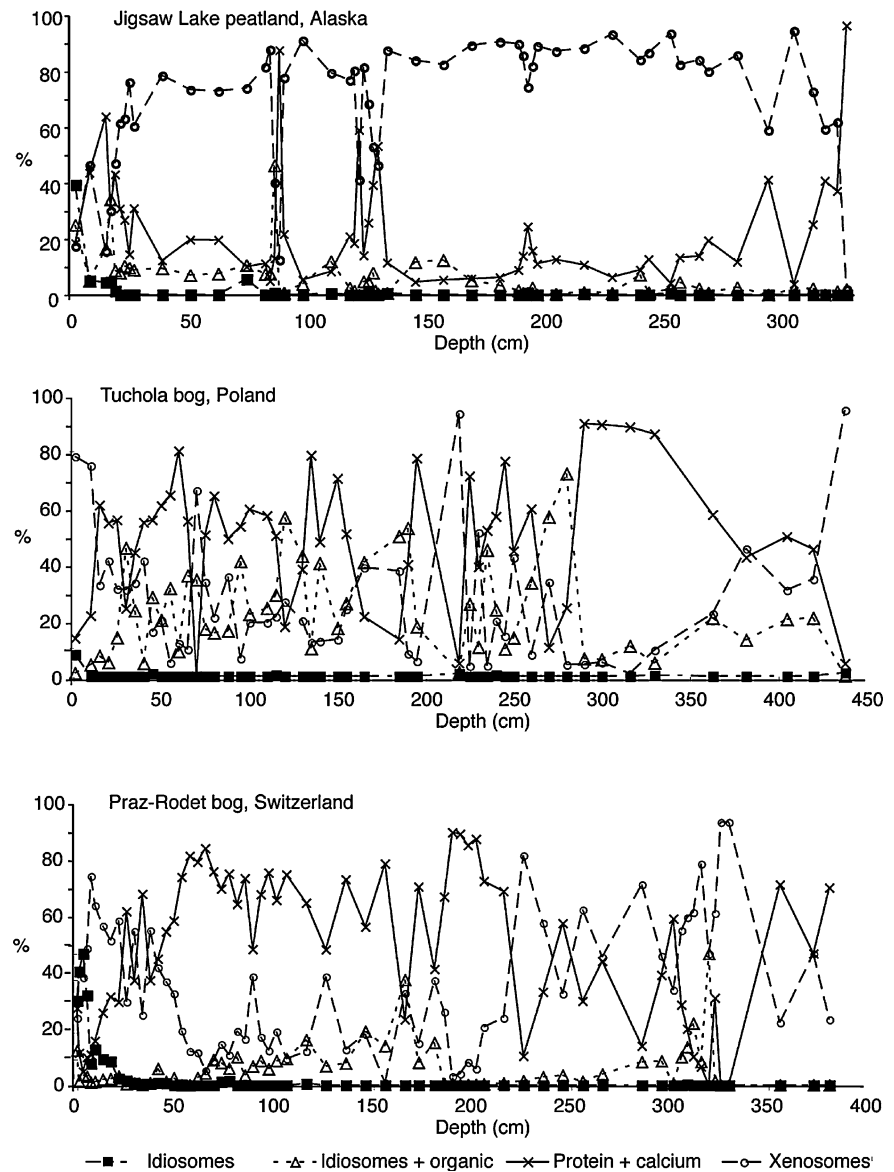 Jigsaw Lake peatland, Alaska
100
80
60
%
40
20
0
0 50 100 150 200 250 300
Depth (cm)
Tuchola bog, Poland
100
80
60
%
40
20
0
0 50 100 150 200 250 300 350 400 450
Depth (cm)
Praz-Rodet bog, Switzerland
100
80
60
%
40
20
0
0 50 100 150 200 250 300 350 400
Depth (cm)
Idiosomes Idiosomes + organic Protein + calcium Xenosomes